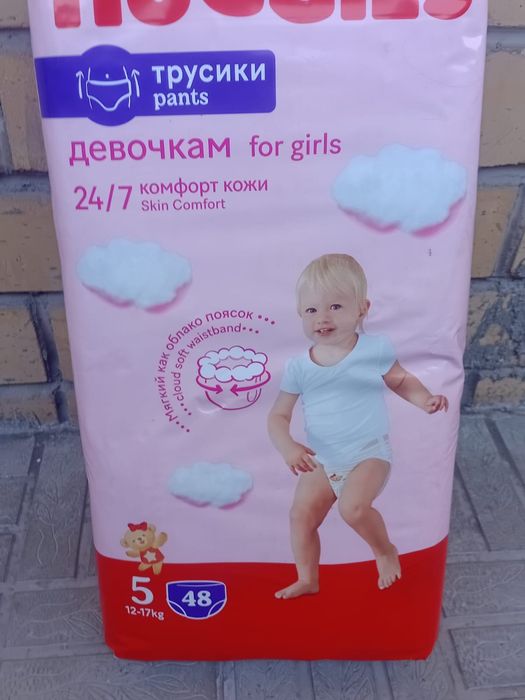 HUGGIES
трусики
pants
девочкам for girls
24/7 комфорт кожи
Skin Comfort
Мягкий как облако поясок
cloud soft waistband
5
12-17kg
48